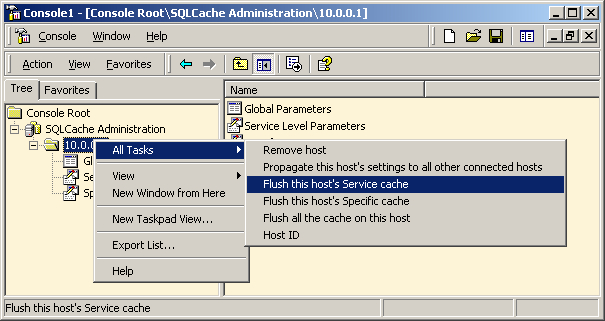 Console1 - [Console Root\SQLCache Administration\10.0.0.1]
Console Window Help
Action View Favorites
Tree Favorites
Name
Console Root
SQLCache Administration
10.0.0
Global Parameters
Service Level Parameters
All Tasks
View
New Window from Here
New Taskpad View...
Export List...
Help
Remove host
Propagate this host's settings to all other connected hosts
Flush this host's Service cache
Flush this host's Specific cache
Flush all the cache on this host
Host ID
Flush this host's Service cache